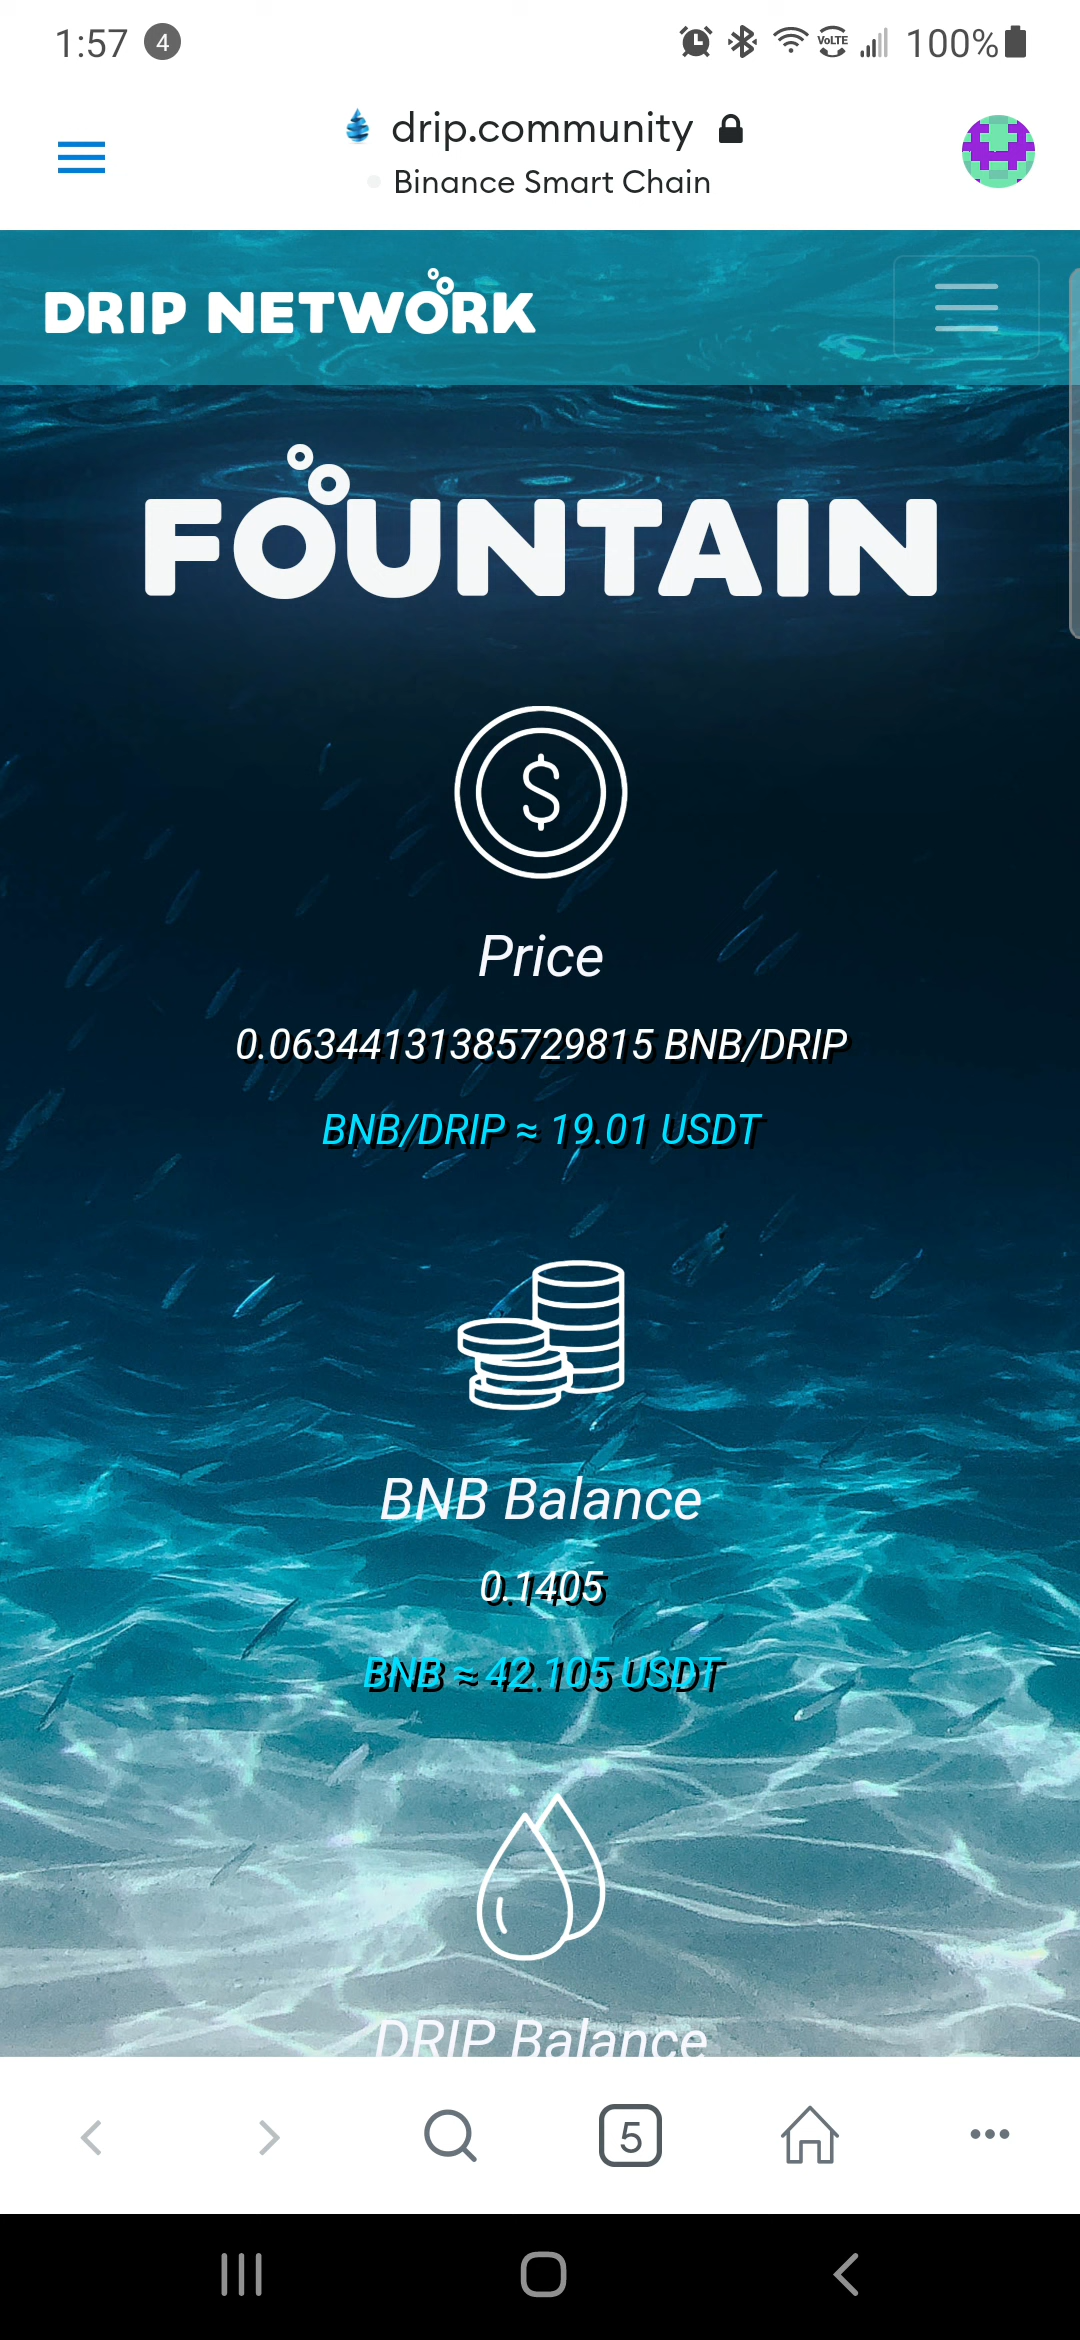 1:57 4 VoLTE 100%
drip.community
Binance Smart Chain
DRIP NETWORK
FOUNTAIN
$
Price
0.06344131385729815 BNB/DRIP
BNB/DRIP ≈ 19.01 USDT
BNB Balance
0.1405
BNB ≈ 42.105 USDT
DRIP Balance
5